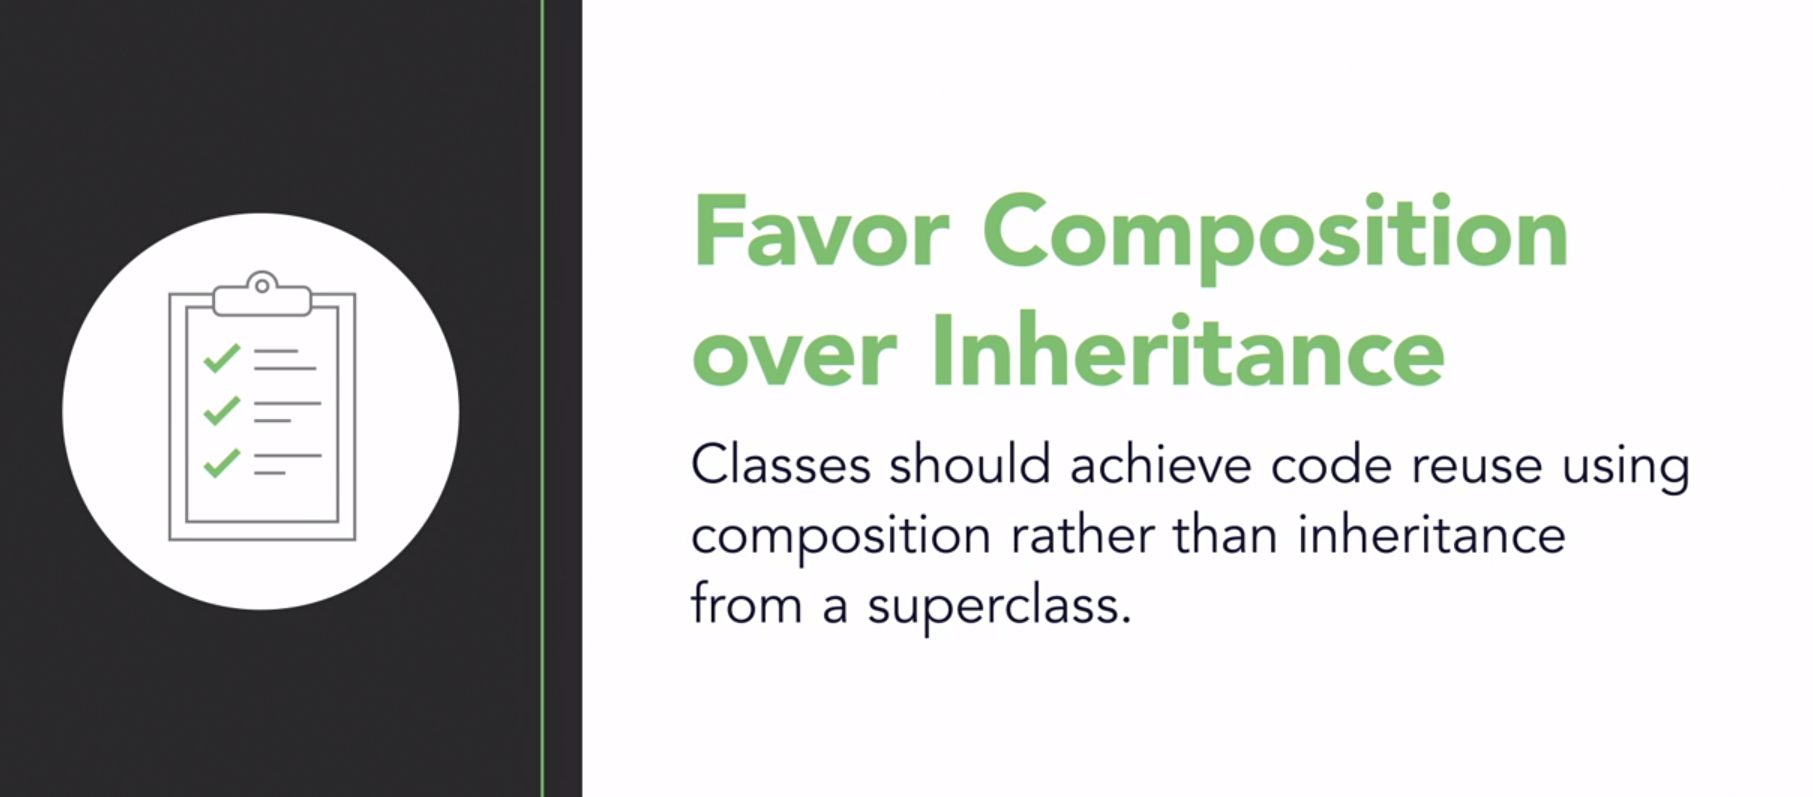 Favor Composition
over Inheritance
Classes should achieve code reuse using
composition rather than inheritance
from a superclass.